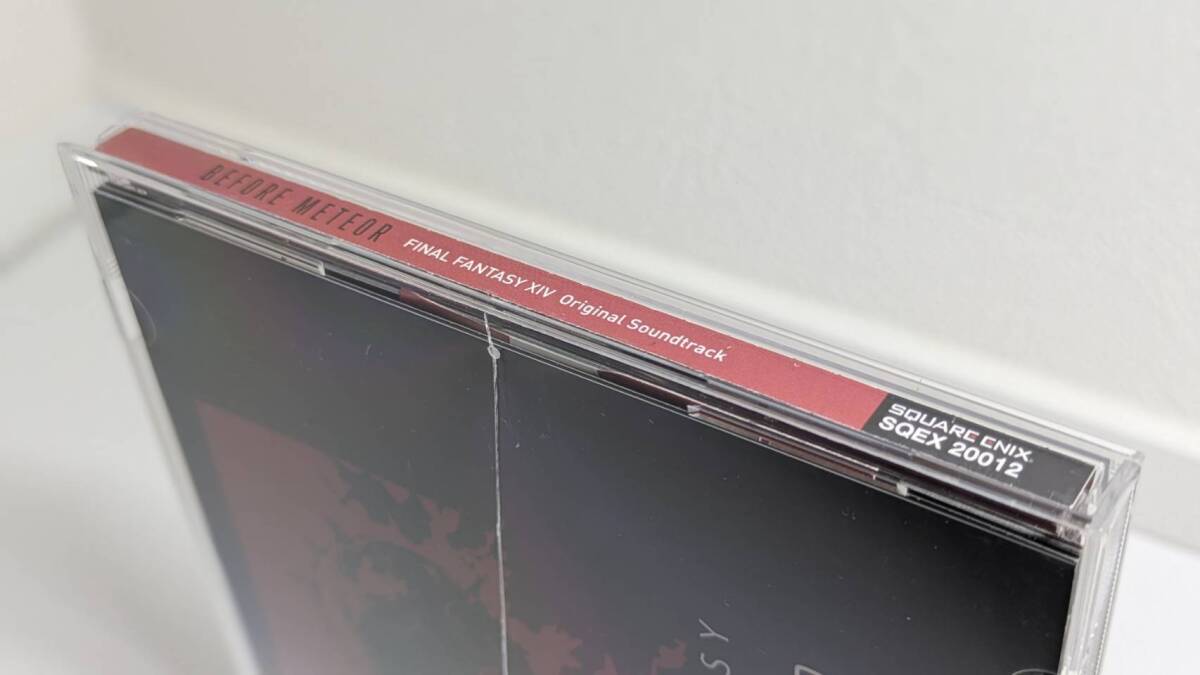 BEFORE METEOR FINAL FANTASY XIV Original Soundtrack
SQUARE ENIX.
SQEX 20012